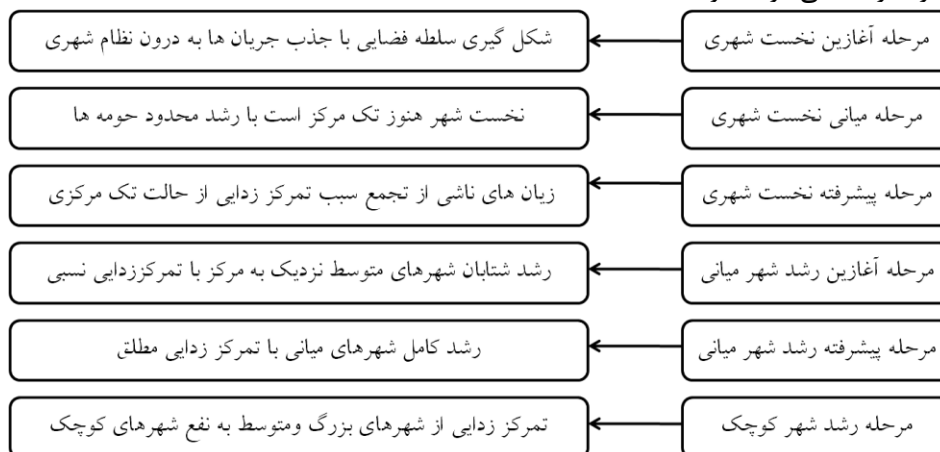 مرحله آغازین نخست شهری
شکل گیری سلطه فضایی با جذب جریان ها به درون نظام شهری
مرحله میانی نخست شهری
نخست شهر هنوز تک مرکز است با رشد محدود حومه ها
مرحله پیشرفته نخست شهری
زیان های ناشی از تجمع سبب تمرکز زدایی از حالت تک مرکزی
مرحله آغازین رشد شهر میانی
رشد شتابان شهرهای متوسط نزدیک به مرکز با تمرکززدایی نسبی
مرحله پیشرفته رشد شهر میانی
رشد کامل شهرهای میانی با تمرکز زدایی مطلق
مرحله رشد شهر کوچک
تمرکز زدایی از شهرهای بزرگ ومتوسط به نفع شهرهای کوچک